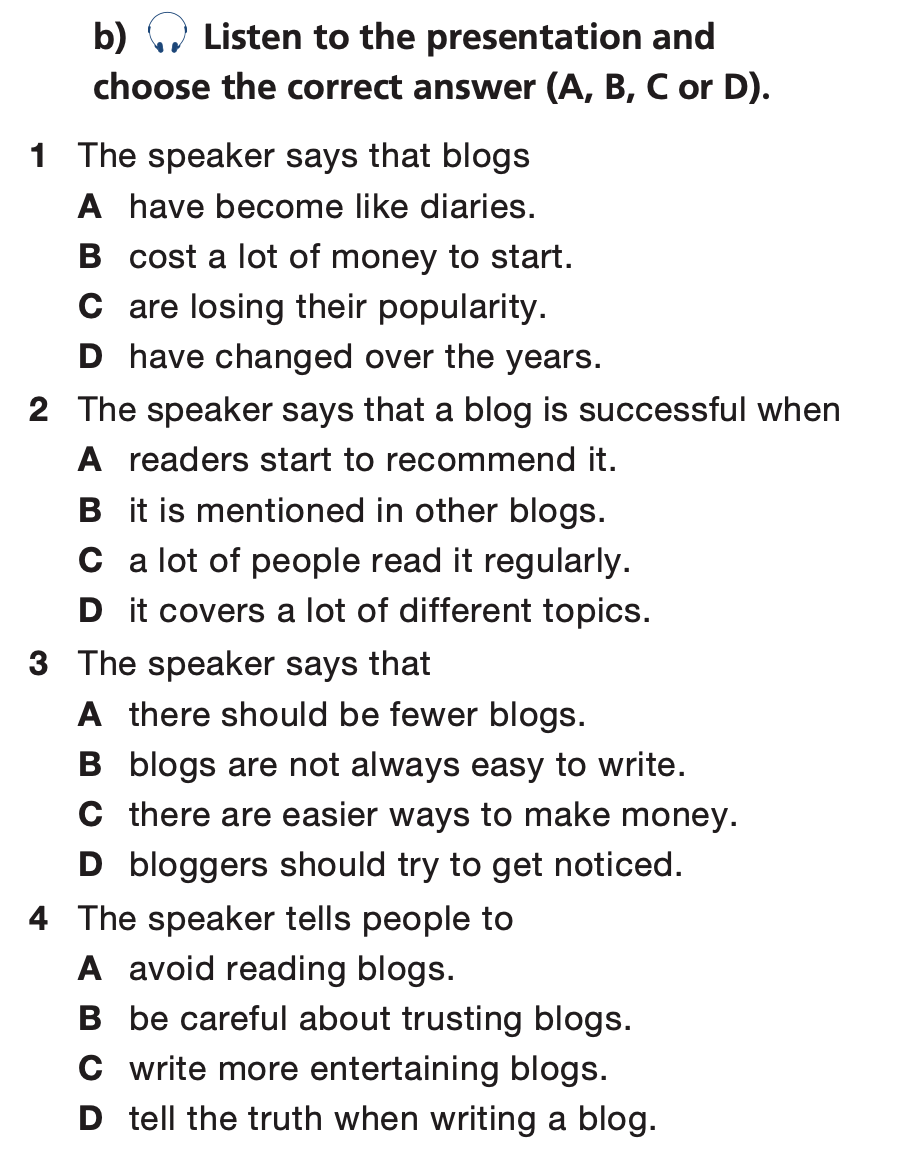 b) Listen to the presentation and
choose the correct answer (A, B, C or D).
1 The speaker says that blogs
A have become like diaries.
B cost a lot of money to start.
C are losing their popularity.
D have changed over the years.
2 The speaker says that a blog is successful when
A readers start to recommend it.
B it is mentioned in other blogs.
C a lot of people read it regularly.
D it covers a lot of different topics.
3 The speaker says that
A there should be fewer blogs.
B blogs are not always easy to write.
C there are easier ways to make money.
D bloggers should try to get noticed.
4 The speaker tells people to
A avoid reading blogs.
B be careful about trusting blogs.
C write more entertaining blogs.
D tell the truth when writing a blog.